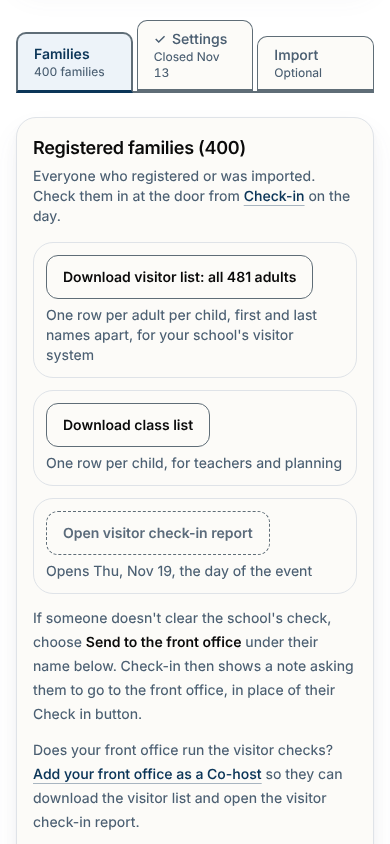 Families
400 families
✓ Settings
Closed Nov
13
Import
Optional
Registered families (400)
Everyone who registered or was imported.
Check them in at the door from Check-in on the
day.
Download visitor list: all 481 adults
One row per adult per child, first and last
names apart, for your school's visitor
system
Download class list
One row per child, for teachers and planning
Open visitor check-in report
Opens Thu, Nov 19, the day of the event
If someone doesn't clear the school's check,
choose Send to the front office under their
name below. Check-in then shows a note asking
them to go to the front office, in place of their
Check in button.
Does your front office run the visitor checks?
Add your front office as a Co-host so they can
download the visitor list and open the visitor
check-in report.